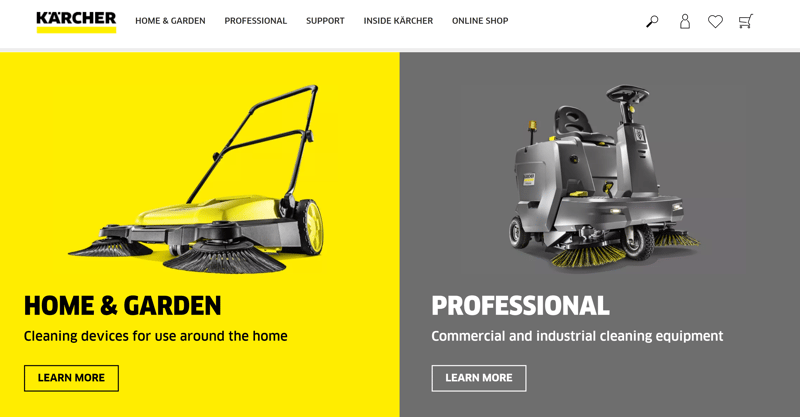 KÄRCHER
HOME & GARDEN PROFESSIONAL SUPPORT INSIDE KÄRCHER ONLINE SHOP
HOME & GARDEN
Cleaning devices for use around the home
LEARN MORE
PROFESSIONAL
Commercial and industrial cleaning equipment
LEARN MORE